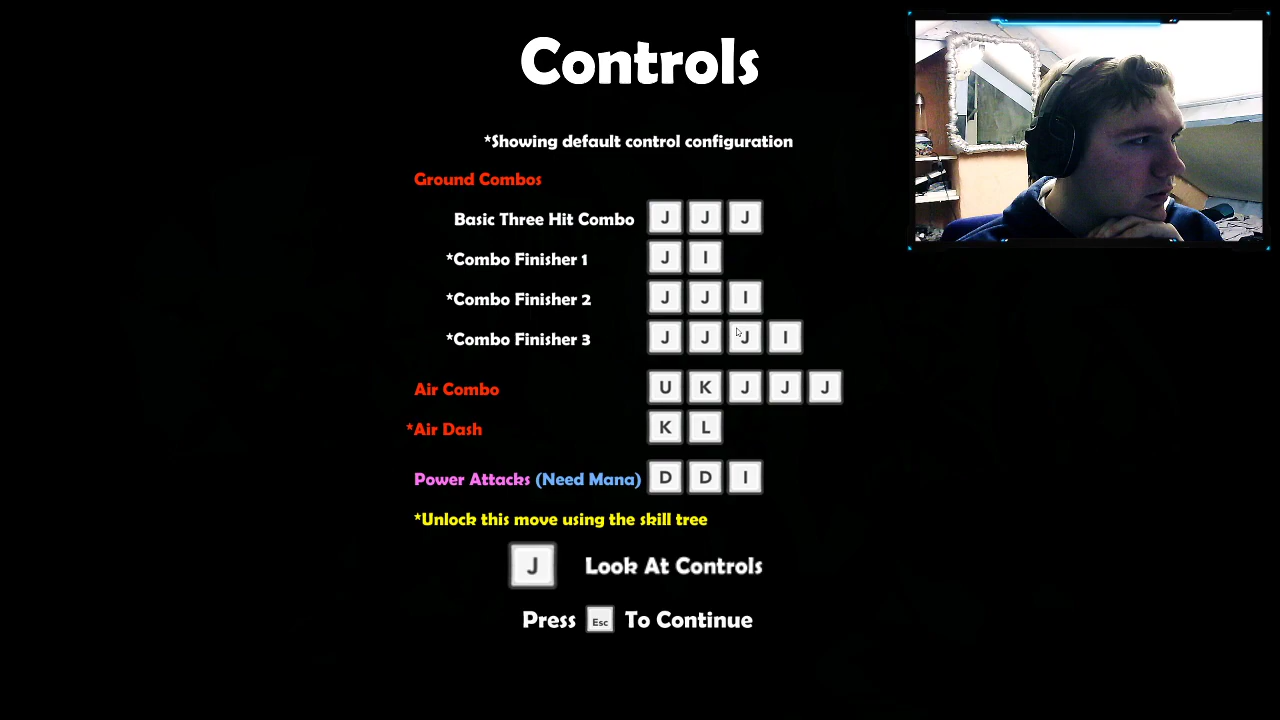 Controls
*Showing default control configuration
Ground Combos
Basic Three Hit Combo J J J
*Combo Finisher 1 J I
*Combo Finisher 2 J J I
*Combo Finisher 3 J J J I
Air Combo U K J J J
*Air Dash K L
Power Attacks (Need Mana) D D I
*Unlock this move using the skill tree
J Look At Controls
Press Esc To Continue